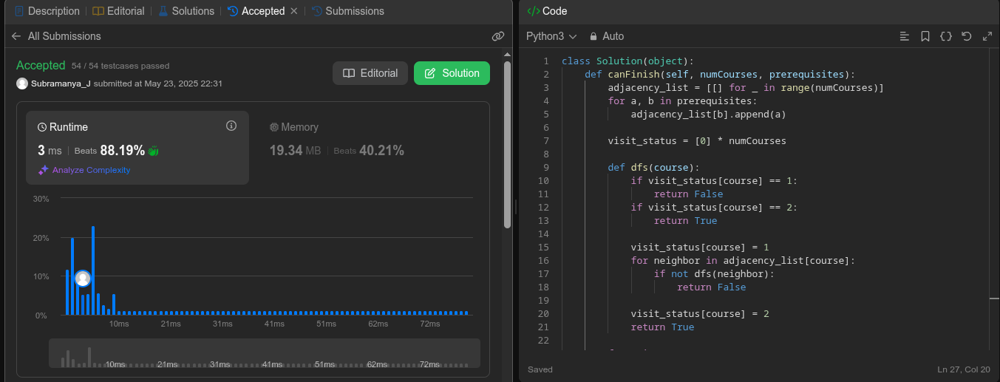 Description | Editorial | Solutions | Accepted × | Submissions
← All Submissions
Accepted 54 / 54 testcases passed
Subramanya_J submitted at May 23, 2025 22:31
Editorial
Solution
Runtime
3 ms | Beats 88.19%
Analyze Complexity
Memory
19.34 MB | Beats 40.21%
30%
20%
10%
0%
10ms 21ms 31ms 41ms 51ms 62ms 72ms
10ms 21ms 31ms 41ms 51ms 62ms 72ms
</> Code
Python3 Auto
1 class Solution(object):
2     def canFinish(self, numCourses, prerequisites):
3         adjacency_list = [[] for _ in range(numCourses)]
4         for a, b in prerequisites:
5             adjacency_list[b].append(a)
6
7         visit_status = [0] * numCourses
8
9         def dfs(course):
10             if visit_status[course] == 1:
11                 return False
12             if visit_status[course] == 2:
13                 return True
14
15             visit_status[course] = 1
16             for neighbor in adjacency_list[course]:
17                 if not dfs(neighbor):
18                     return False
19
20             visit_status[course] = 2
21             return True
22
Saved
Ln 27, Col 20